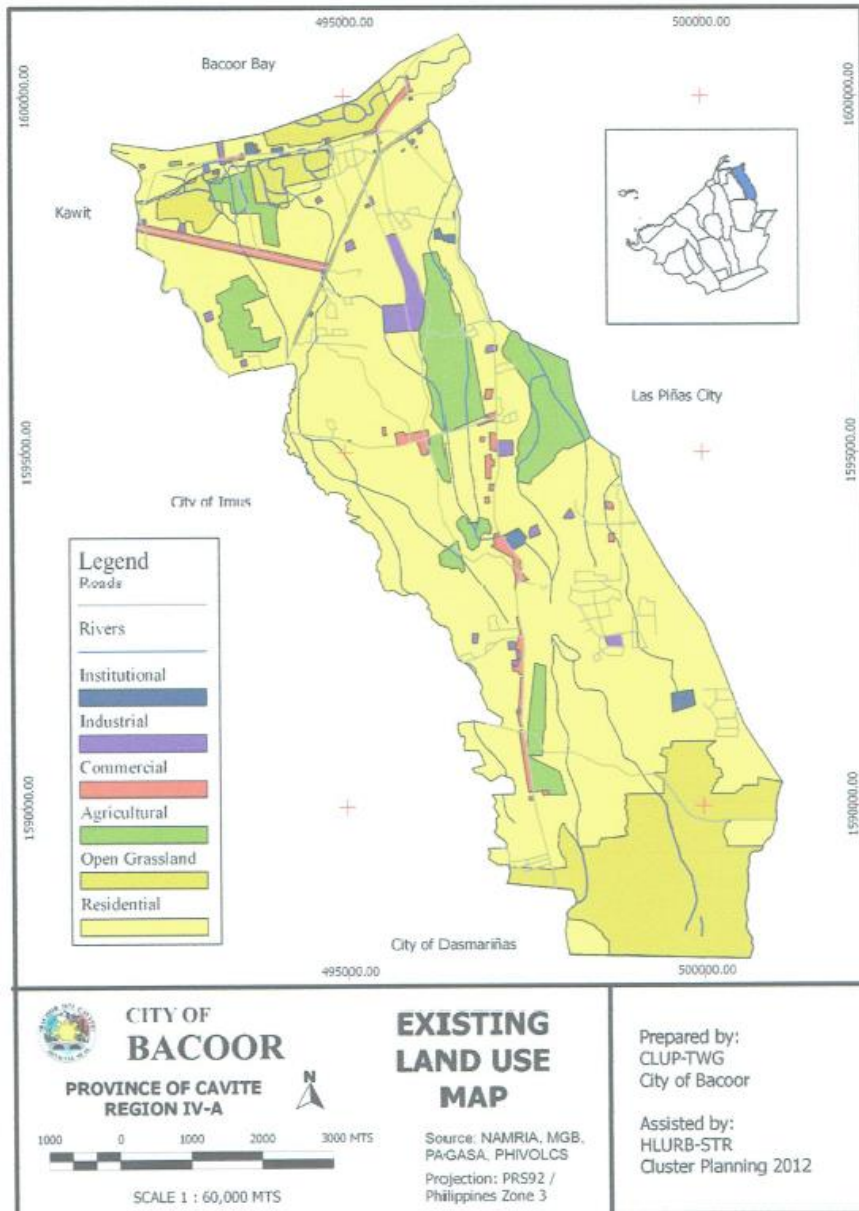 495000.00
500000.00
Bacoor Bay
1600000.00
1600000.00
Kawit
Las Piñas City
1595000.00
1595000.00
City of Imus
Legend
Roads
Rivers
Institutional
Industrial
Commercial
Agricultural
Open Grassland
Residential
1590000.00
1590000.00
City of Dasmariñas
495000.00
500000.00
CITY OF
BACOOR
PROVINCE OF CAVITE
REGION IV-A
N
1000 0 1000 2000 3000 MTS
SCALE 1 : 60,000 MTS
EXISTING
LAND USE
MAP
Source: NAMRIA, MGB,
PAGASA, PHIVOLCS
Projection: PRS92 /
Philippines Zone 3
Prepared by:
CLUP-TWG
City of Bacoor
Assisted by:
HLURB-STR
Cluster Planning 2012